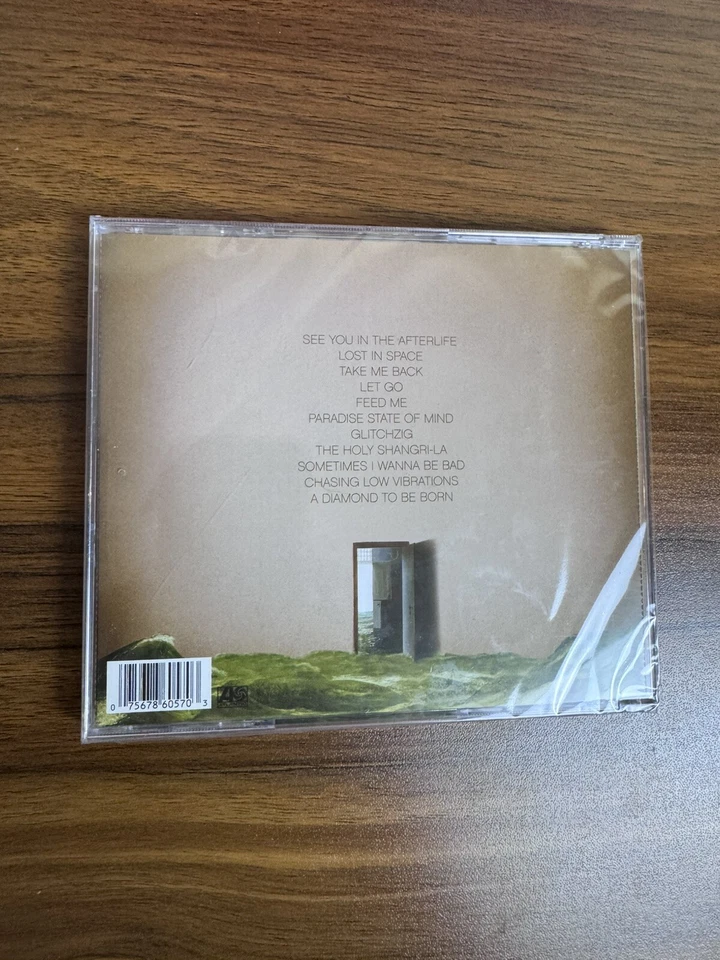 SEE YOU IN THE AFTERLIFE
LOST IN SPACE
TAKE ME BACK
LET GO
FEED ME
PARADISE STATE OF MIND
GLITCHZIG
THE HOLY SHANGRI-LA
SOMETIMES I WANNA BE BAD
CHASING LOW VIBRATIONS
A DIAMOND TO BE BORN
0 75678 60570 3